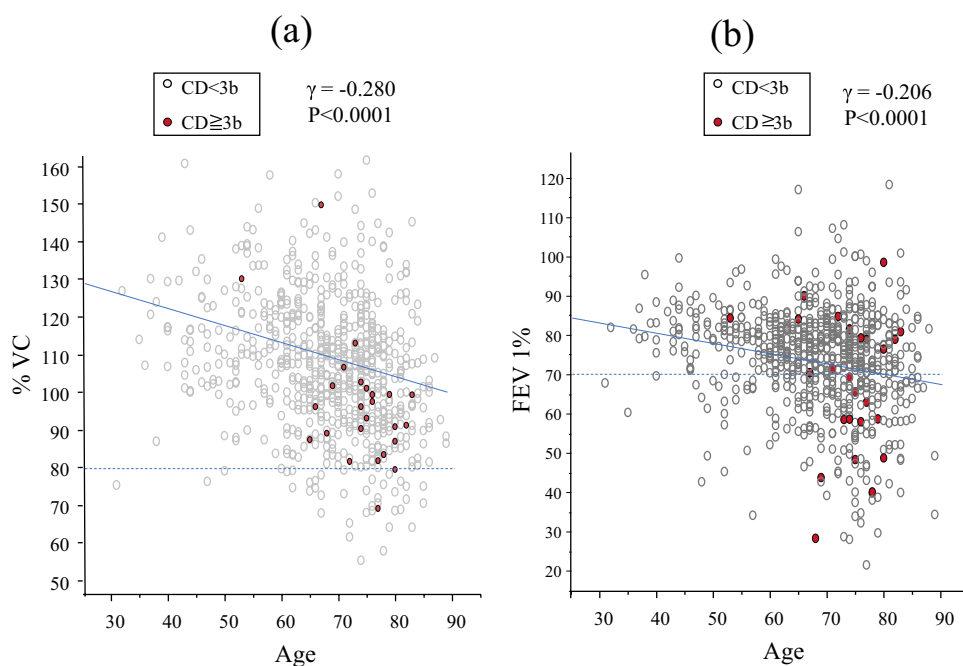 (a)
CD<3b
CD≧3b
γ = -0.280
P<0.0001
% VC
160
150
140
130
120
110
100
90
80
70
60
50
30
40
50
60
70
80
90
Age
(b)
CD<3b
CD ≧3b
γ = -0.206
P<0.0001
FEV 1%
120
110
100
90
80
70
60
50
40
30
20
30
40
50
60
70
80
90
Age